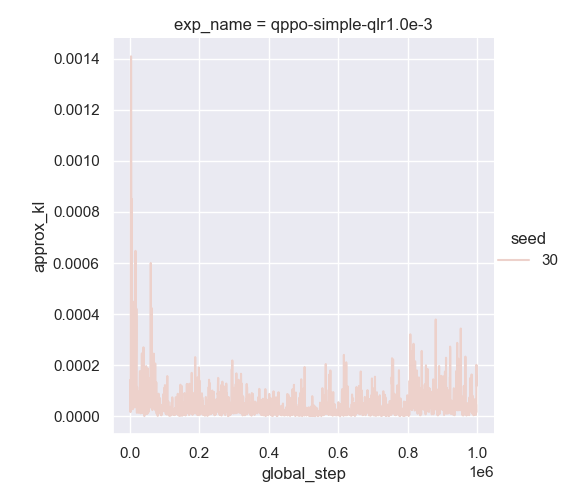 exp_name = qppo-simple-qlr1.0e-3
0.0014
0.0012
0.0010
0.0008
0.0006
0.0004
0.0002
0.0000
approx_kl
seed
30
0.0 0.2 0.4 0.6 0.8 1.0
1e6
global_step